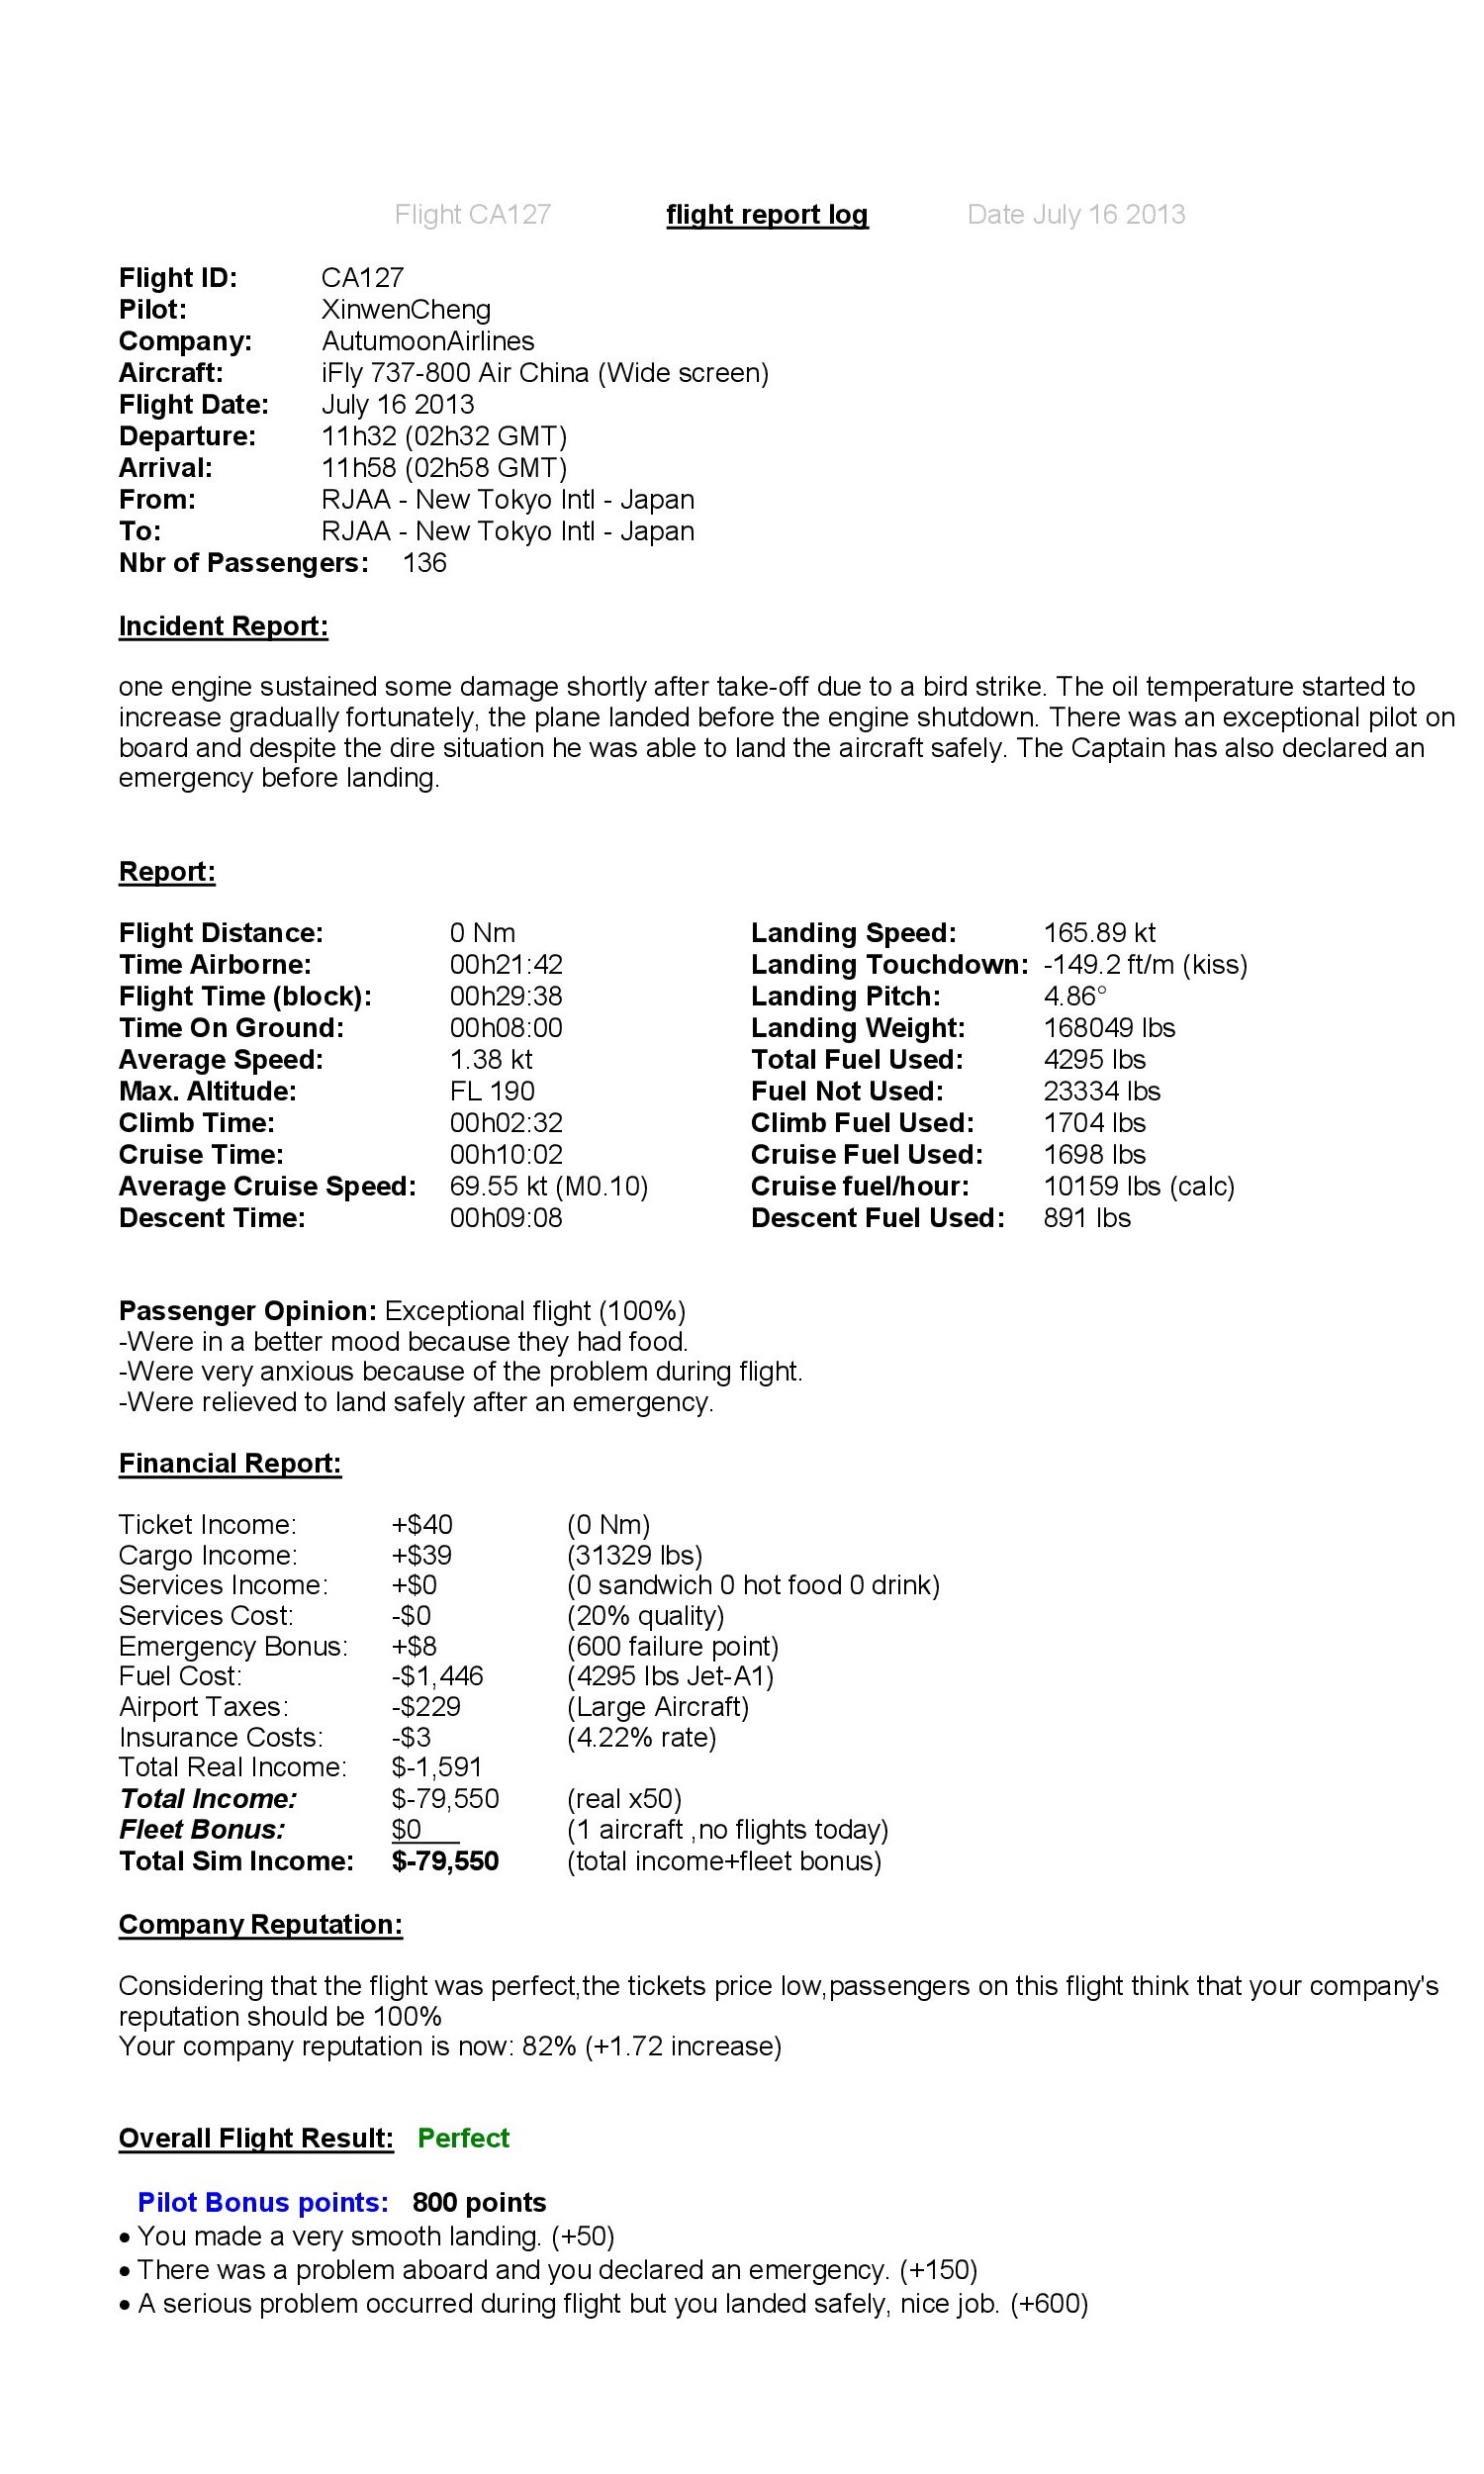 Flight CA127 flight report log Date July 16 2013
Flight ID: CA127
Pilot: XinwenCheng
Company: AutumoonAirlines
Aircraft: iFly 737-800 Air China (Wide screen)
Flight Date: July 16 2013
Departure: 11h32 (02h32 GMT)
Arrival: 11h58 (02h58 GMT)
From: RJAA - New Tokyo Intl - Japan
To: RJAA - New Tokyo Intl - Japan
Nbr of Passengers: 136
Incident Report:
one engine sustained some damage shortly after take-off due to a bird strike. The oil temperature started to
increase gradually fortunately, the plane landed before the engine shutdown. There was an exceptional pilot on
board and despite the dire situation he was able to land the aircraft safely. The Captain has also declared an
emergency before landing.
Report:
Flight Distance: 0 Nm Landing Speed: 165.89 kt
Time Airborne: 00h21:42 Landing Touchdown: -149.2 ft/m (kiss)
Flight Time (block): 00h29:38 Landing Pitch: 4.86°
Time On Ground: 00h08:00 Landing Weight: 168049 lbs
Average Speed: 1.38 kt Total Fuel Used: 4295 lbs
Max. Altitude: FL 190 Fuel Not Used: 23334 lbs
Climb Time: 00h02:32 Climb Fuel Used: 1704 lbs
Cruise Time: 00h10:02 Cruise Fuel Used: 1698 lbs
Average Cruise Speed: 69.55 kt (M0.10) Cruise fuel/hour: 10159 lbs (calc)
Descent Time: 00h09:08 Descent Fuel Used: 891 lbs
Passenger Opinion: Exceptional flight (100%)
-Were in a better mood because they had food.
-Were very anxious because of the problem during flight.
-Were relieved to land safely after an emergency.
Financial Report:
Ticket Income: +$40 (0 Nm)
Cargo Income: +$39 (31329 lbs)
Services Income: +$0 (0 sandwich 0 hot food 0 drink)
Services Cost: -$0 (20% quality)
Emergency Bonus: +$8 (600 failure point)
Fuel Cost: -$1,446 (4295 lbs Jet-A1)
Airport Taxes: -$229 (Large Aircraft)
Insurance Costs: -$3 (4.22% rate)
Total Real Income: $-1,591
Total Income: $-79,550 (real x50)
Fleet Bonus: $0 (1 aircraft ,no flights today)
Total Sim Income: $-79,550 (total income+fleet bonus)
Company Reputation:
Considering that the flight was perfect,the tickets price low,passengers on this flight think that your company's
reputation should be 100%
Your company reputation is now: 82% (+1.72 increase)
Overall Flight Result: Perfect
Pilot Bonus points: 800 points
• You made a very smooth landing. (+50)
• There was a problem aboard and you declared an emergency. (+150)
• A serious problem occurred during flight but you landed safely, nice job. (+600)